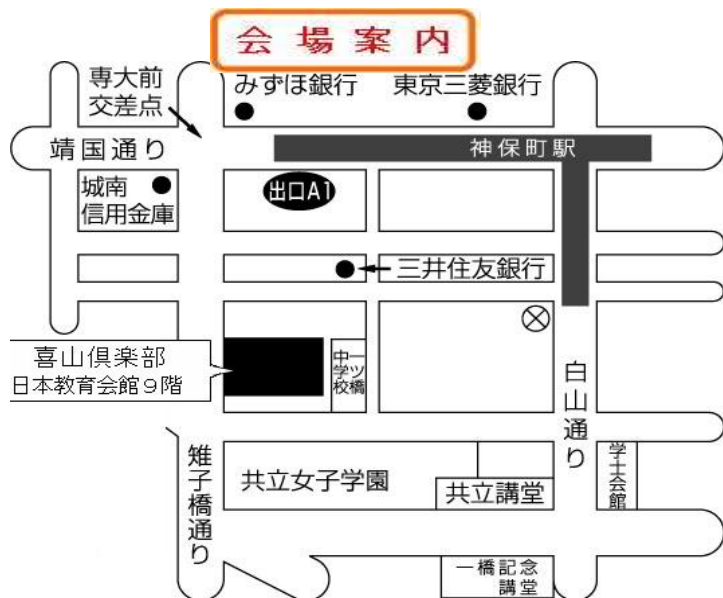 会場案内
専大前
交差点
みずほ銀行
東京三菱銀行
靖国通り
神保町駅
城南
信用金庫
出口A1
三井住友銀行
喜山倶楽部
日本教育会館9階
一ツ橋
中学校
白山通り
雉子橋通り
共立女子学園
共立講堂
学士会館
一橋記念
講堂